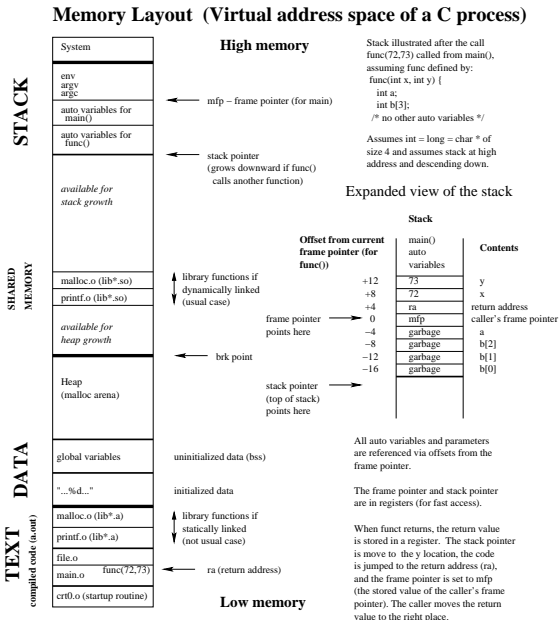 Memory Layout (Virtual address space of a C process)
STACK
SHARED
MEMORY
DATA
TEXT
compiled code (a.out)
System
env
argv
argc
auto variables for
main()
auto variables for
func()
available for
stack growth
malloc.o (lib*.so)
printf.o (lib*.so)
available for
heap growth
Heap
(malloc arena)
global variables
"...%d..."
malloc.o (lib*.a)
printf.o (lib*.a)
file.o
main.o func(72,73)
crt0.o (startup routine)
High memory
mfp – frame pointer (for main)
stack pointer
(grows downward if func()
calls another function)
library functions if
dynamically linked
(usual case)
brk point
uninitialized data (bss)
initialized data
library functions if
statically linked
(not usual case)
ra (return address)
Low memory
Stack illustrated after the call
func(72,73) called from main(),
assuming func defined by:
func(int x, int y) {
int a;
int b[3];
/* no other auto variables */
Assumes int = long = char * of
size 4 and assumes stack at high
address and descending down.
Expanded view of the stack
Stack
Offset from current
frame pointer (for
func())
main()
auto
variables
Contents
+12 73 y
+8 72 x
+4 ra return address
frame pointer
points here
0 mfp caller's frame pointer
−4 garbage a
−8 garbage b[2]
−12 garbage b[1]
−16 garbage b[0]
stack pointer
(top of stack)
points here
All auto variables and parameters
are referenced via offsets from the
frame pointer.
The frame pointer and stack pointer
are in registers (for fast access).
When funct returns, the return value
is stored in a register. The stack pointer
is move to the y location, the code
is jumped to the return address (ra),
and the frame pointer is set to mfp
(the stored value of the caller's frame
pointer). The caller moves the return
value to the right place.